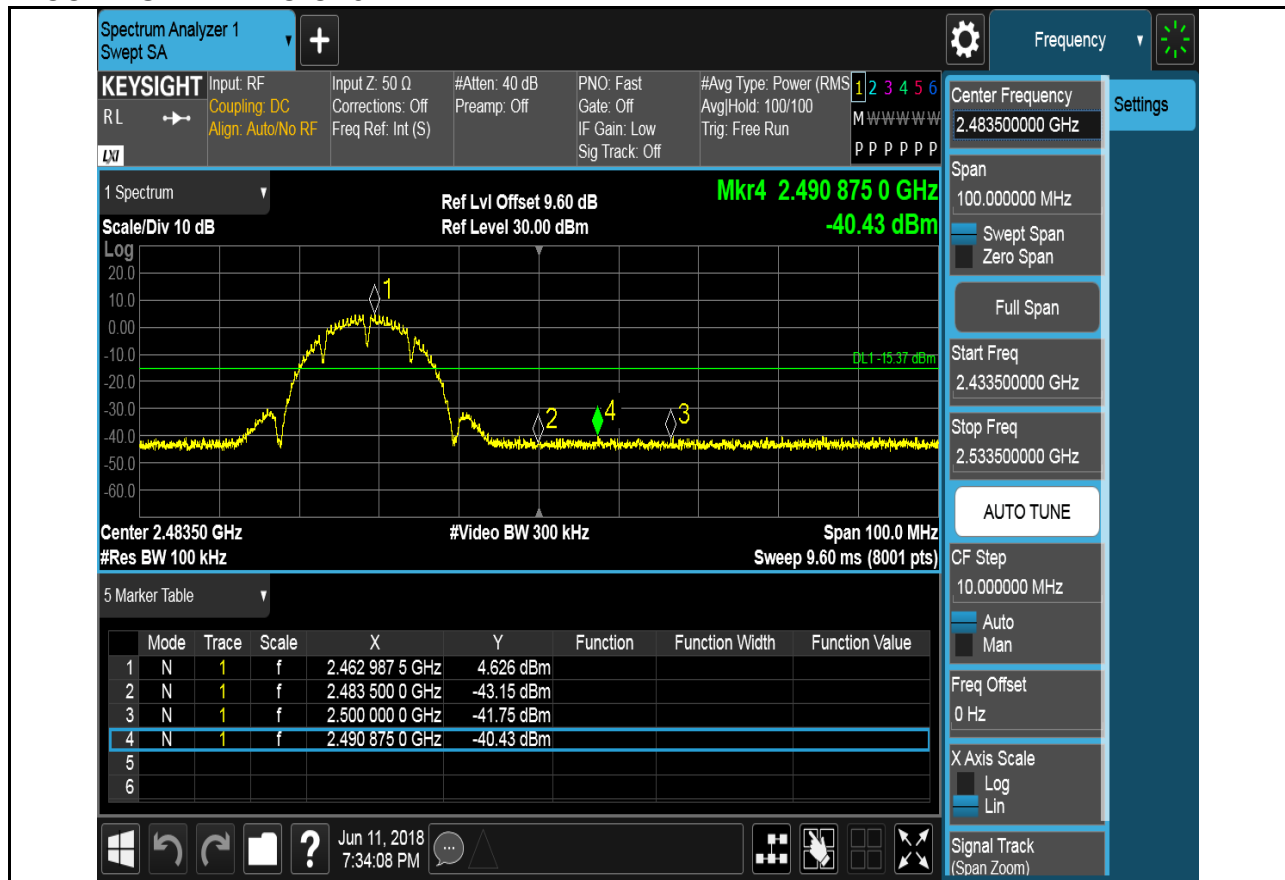 Spectrum Analyzer 1
Swept SA
+
Frequency
KEYSIGHT
RL
LXI
Input: RF
Coupling: DC
Align: Auto/No RF
Input Z: 50 Ω
Corrections: Off
Freq Ref: Int (S)
#Atten: 40 dB
Preamp: Off
PNO: Fast
Gate: Off
IF Gain: Low
Sig Track: Off
#Avg Type: Power (RMS
Avg|Hold: 100/100
Trig: Free Run
1 2 3 4 5 6
M W W W W W
P P P P P P
1 Spectrum
Scale/Div 10 dB
Ref Lvl Offset 9.60 dB
Ref Level 30.00 dBm
Mkr4 2.490 875 0 GHz
-40.43 dBm
Log
20.0
10.0
0.00
-10.0
-20.0
-30.0
-40.0
-50.0
-60.0
1
2
4
3
DL1 -15.37 dBm
Center 2.48350 GHz
#Video BW 300 kHz
Span 100.0 MHz
#Res BW 100 kHz
Sweep 9.60 ms (8001 pts)
5 Marker Table
Mode Trace Scale X Y Function Function Width Function Value
1 N 1 f 2.462 987 5 GHz 4.626 dBm
2 N 1 f 2.483 500 0 GHz -43.15 dBm
3 N 1 f 2.500 000 0 GHz -41.75 dBm
4 N 1 f 2.490 875 0 GHz -40.43 dBm
5
6
?
Jun 11, 2018
7:34:08 PM
Center Frequency
2.483500000 GHz
Settings
Span
100.000000 MHz
Swept Span
Zero Span
Full Span
Start Freq
2.433500000 GHz
Stop Freq
2.533500000 GHz
AUTO TUNE
CF Step
10.000000 MHz
Auto
Man
Freq Offset
0 Hz
X Axis Scale
Log
Lin
Signal Track
(Span Zoom)